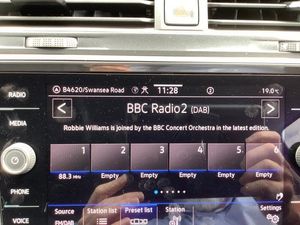 B4620/Swansea Road 11:28 -19.0°C
RADIO
BBC Radio2 (DAB)
MEDIA
Robbie Williams is joined by the BBC Concert Orchestra in the latest edition.
1 2 3 4 5 6
88.3 MHz Empty Empty Empty Empty Empty
PHONE
Source Station list Preset list Station Settings
FM/DAB
VOICE